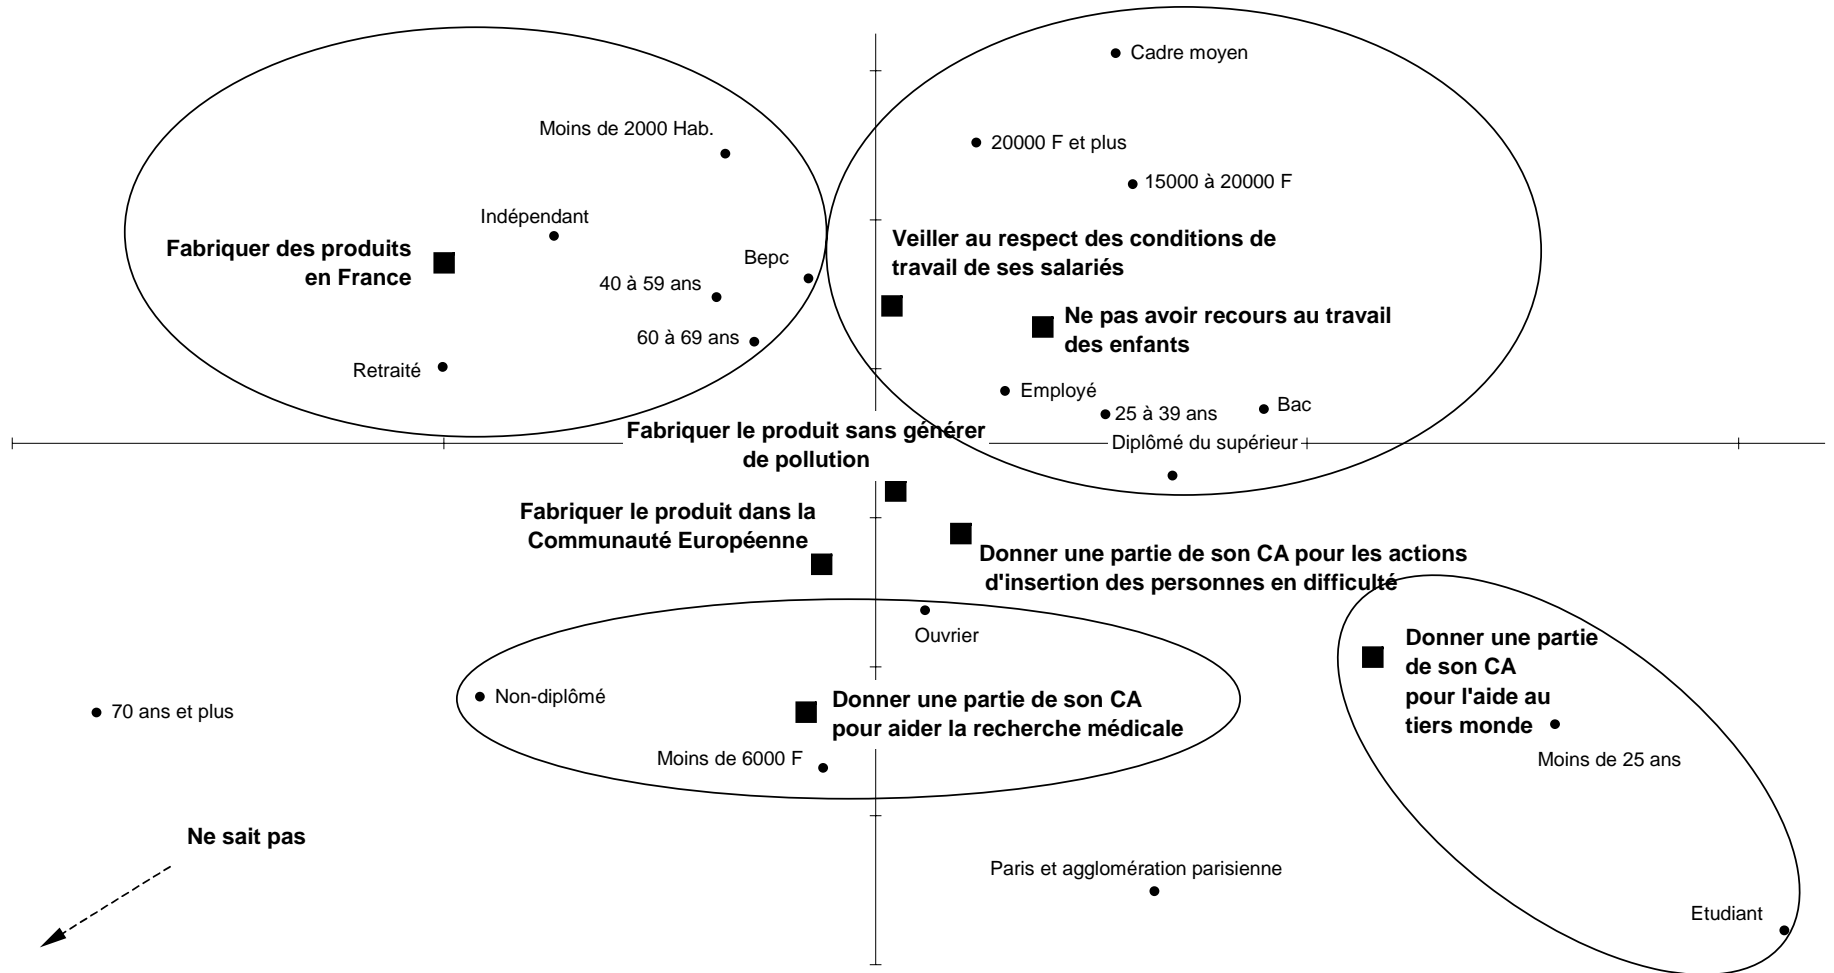 Cadre moyen
Moins de 2000 Hab.
20000 F et plus
15000 à 20000 F
Indépendant
Fabriquer des produits
en France
Bepc
40 à 59 ans
60 à 69 ans
Retraité
Veiller au respect des conditions de
travail de ses salariés
Ne pas avoir recours au travail
des enfants
Employé
25 à 39 ans
Bac
Diplômé du supérieur
Fabriquer le produit sans générer
de pollution
Fabriquer le produit dans la
Communauté Européenne
Donner une partie de son CA pour les actions
d'insertion des personnes en difficulté
Ouvrier
Non-diplômé
Donner une partie de son CA
pour aider la recherche médicale
Moins de 6000 F
Donner une partie
de son CA
pour l'aide au
tiers monde
Moins de 25 ans
70 ans et plus
Ne sait pas
Paris et agglomération parisienne
Etudiant